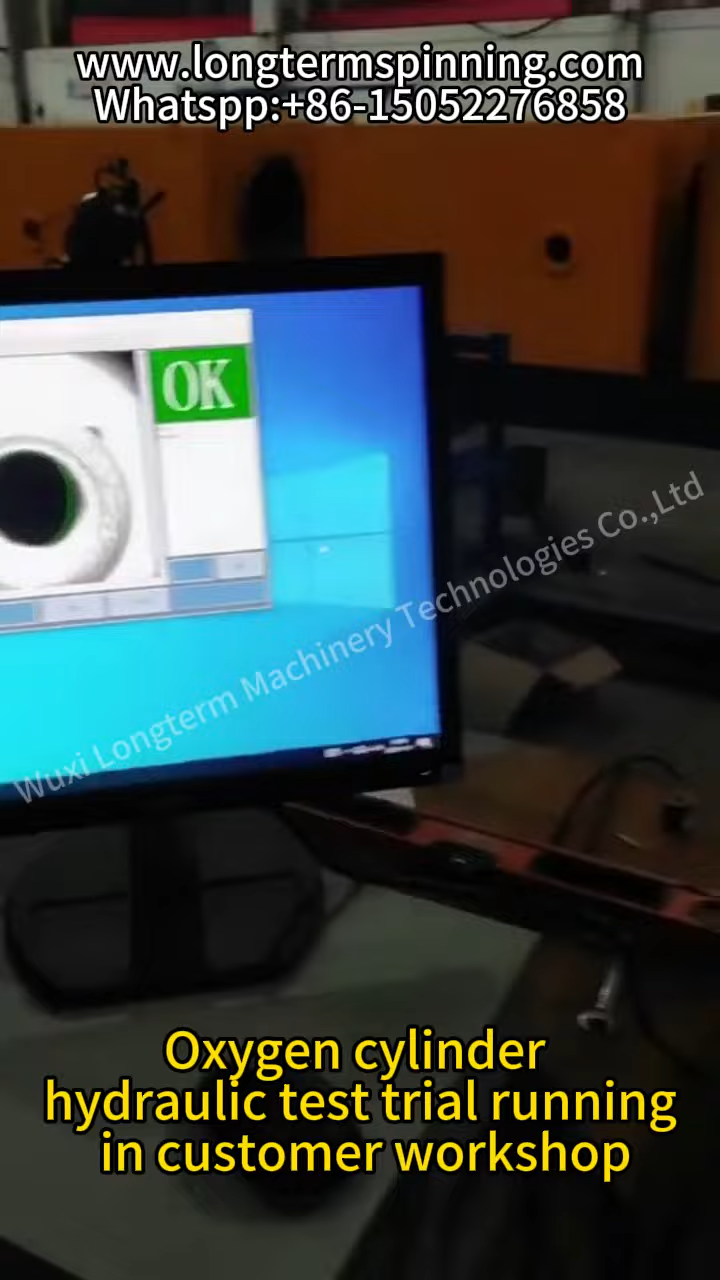 www.longtermspinning.com
Whatspp:+86-15052276858
OK
Wuxi Longterm Machinery Technologies Co.,Ltd
Oxygen cylinder
hydraulic test trial running
in customer workshop